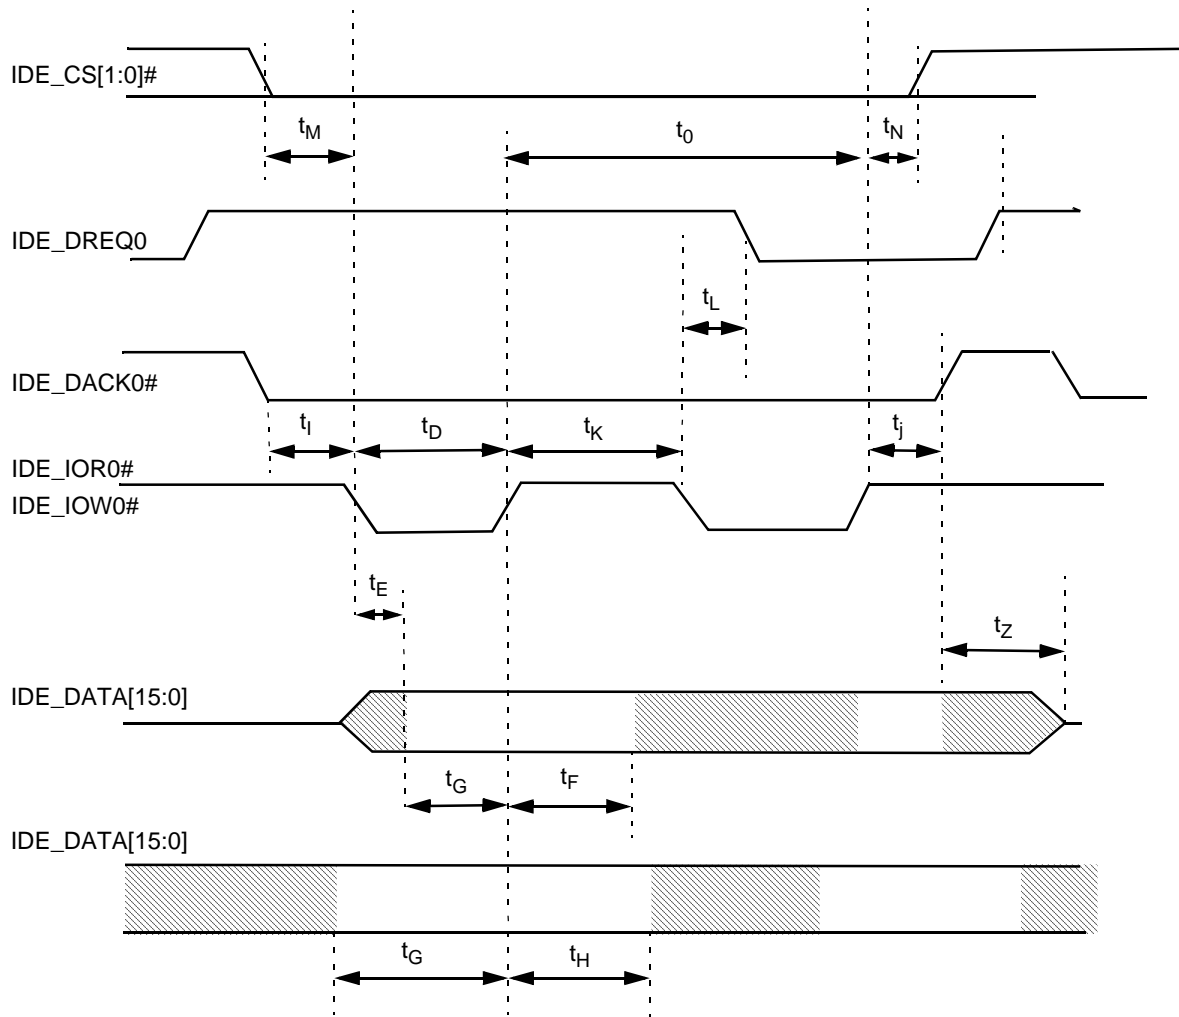 IDE_CS[1:0]#
tM
t0
tN
IDE_DREQ0
tL
IDE_DACK0#
tI
tD
tK
tj
IDE_IOR0#
IDE_IOW0#
tE
tZ
IDE_DATA[15:0]
tG
tF
IDE_DATA[15:0]
tG
tH